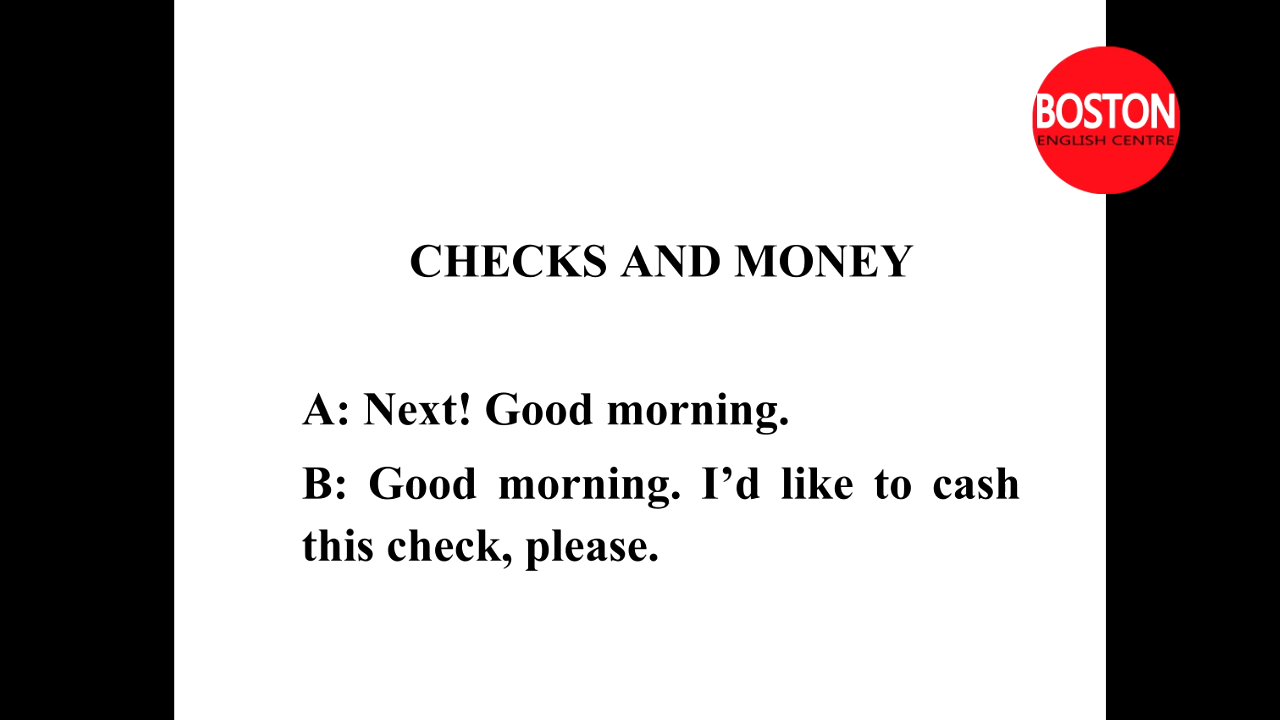 BOSTON
ENGLISH CENTRE
CHECKS AND MONEY
A: Next! Good morning.
B: Good morning. I’d like to cash
this check, please.